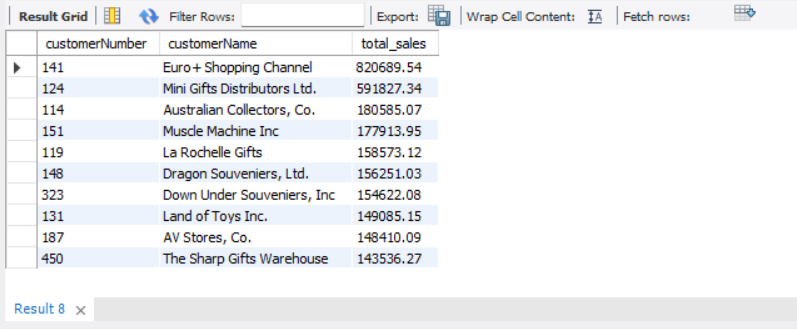 Result Grid Filter Rows: Export: Wrap Cell Content: IA Fetch rows:
customerNumber customerName total_sales
141 Euro+ Shopping Channel 820689.54
124 Mini Gifts Distributors Ltd. 591827.34
114 Australian Collectors, Co. 180585.07
151 Muscle Machine Inc 177913.95
119 La Rochelle Gifts 158573.12
148 Dragon Souveniers, Ltd. 156251.03
323 Down Under Souveniers, Inc 154622.08
131 Land of Toys Inc. 149085.15
187 AV Stores, Co. 148410.09
450 The Sharp Gifts Warehouse 143536.27
Result 8 ×